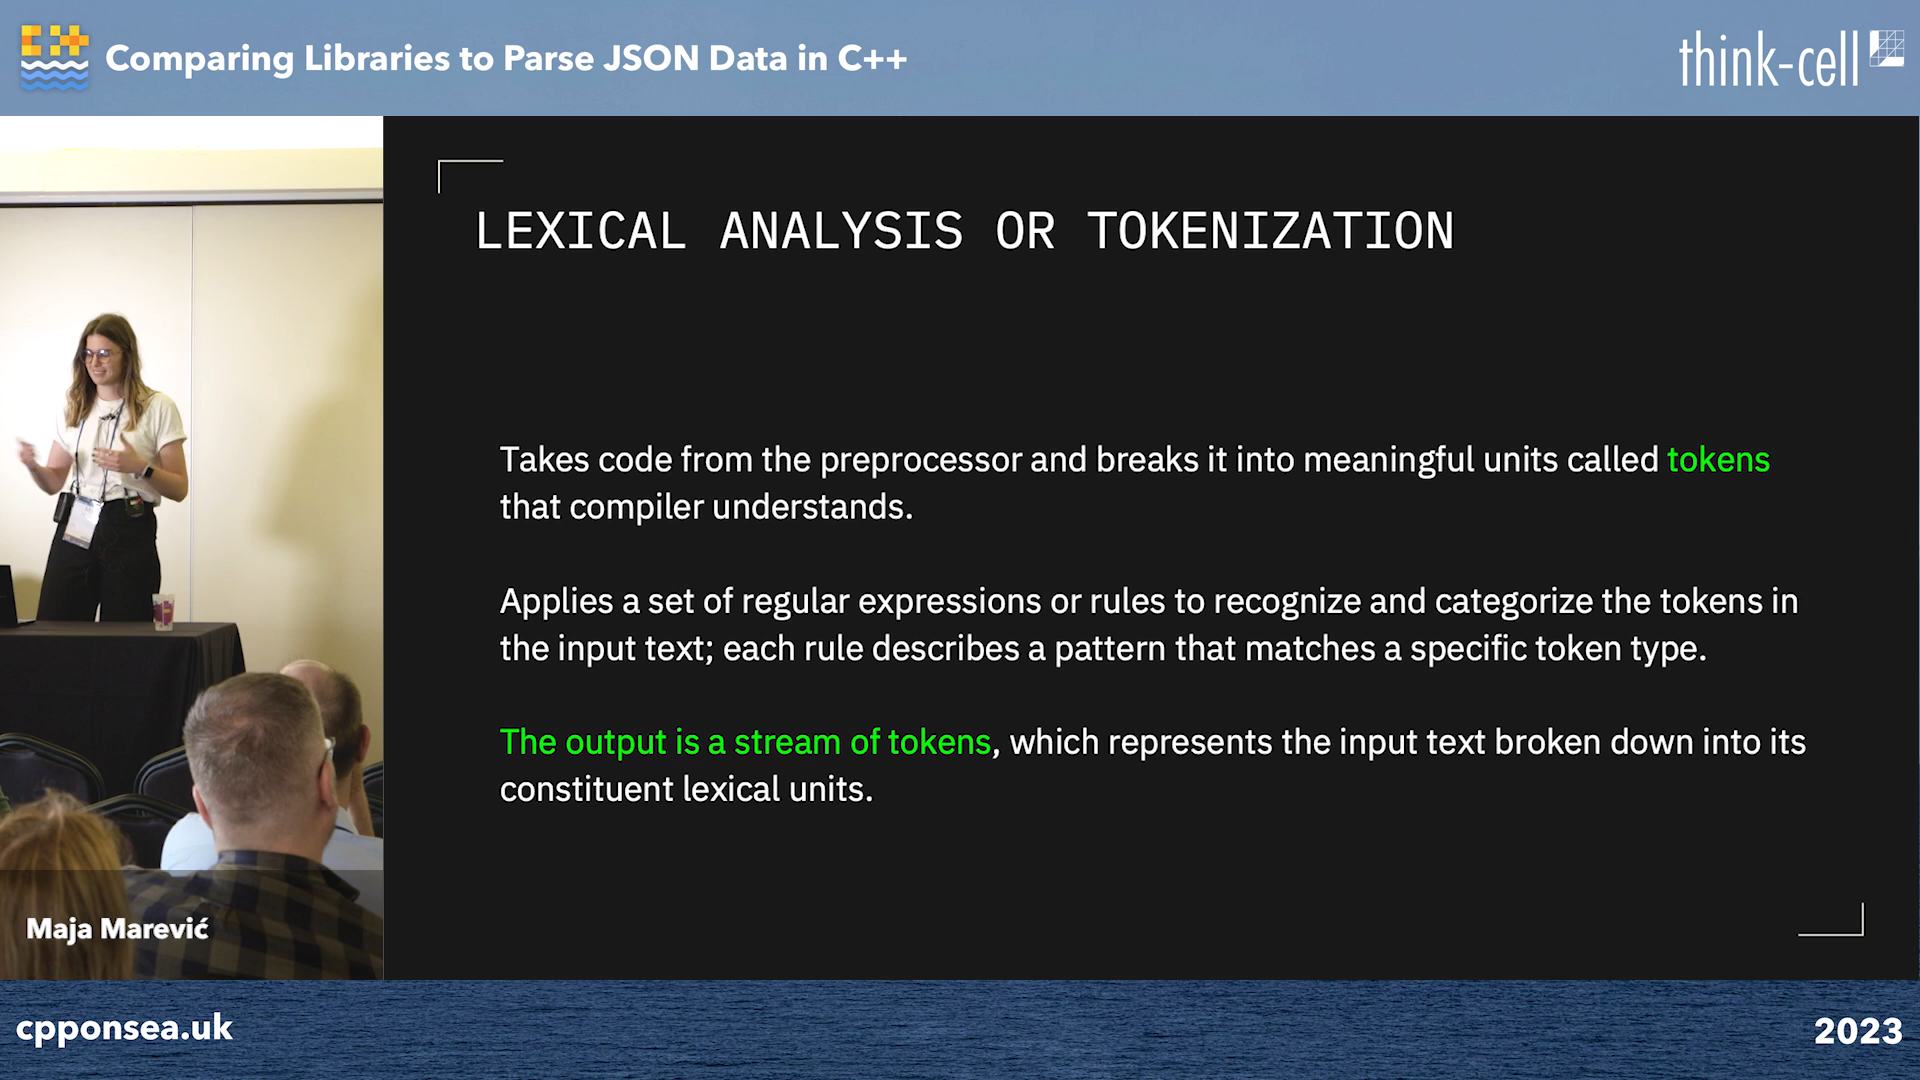 Comparing Libraries to Parse JSON Data in C++
think-cell
LEXICAL ANALYSIS OR TOKENIZATION
Takes code from the preprocessor and breaks it into meaningful units called tokens
that compiler understands.
Applies a set of regular expressions or rules to recognize and categorize the tokens in
the input text; each rule describes a pattern that matches a specific token type.
The output is a stream of tokens, which represents the input text broken down into its
constituent lexical units.
Maja Marević
cpponsea.uk
2023